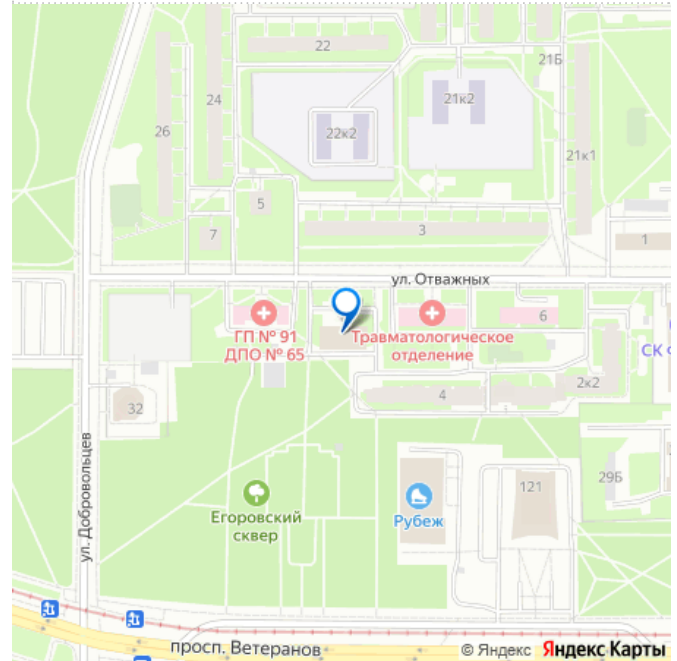 22
21Б
24
21к2
26
22к2
21к1
5
7
3
1
ул. Отважных
ГП № 91
ДПО № 65
Травматологическое
отделение
6
СК
2к2
4
32
ул. Добровольцев
29Б
121
Егоровский
сквер
Рубеж
просп. Ветеранов
© Яндекс Яндекс Карты